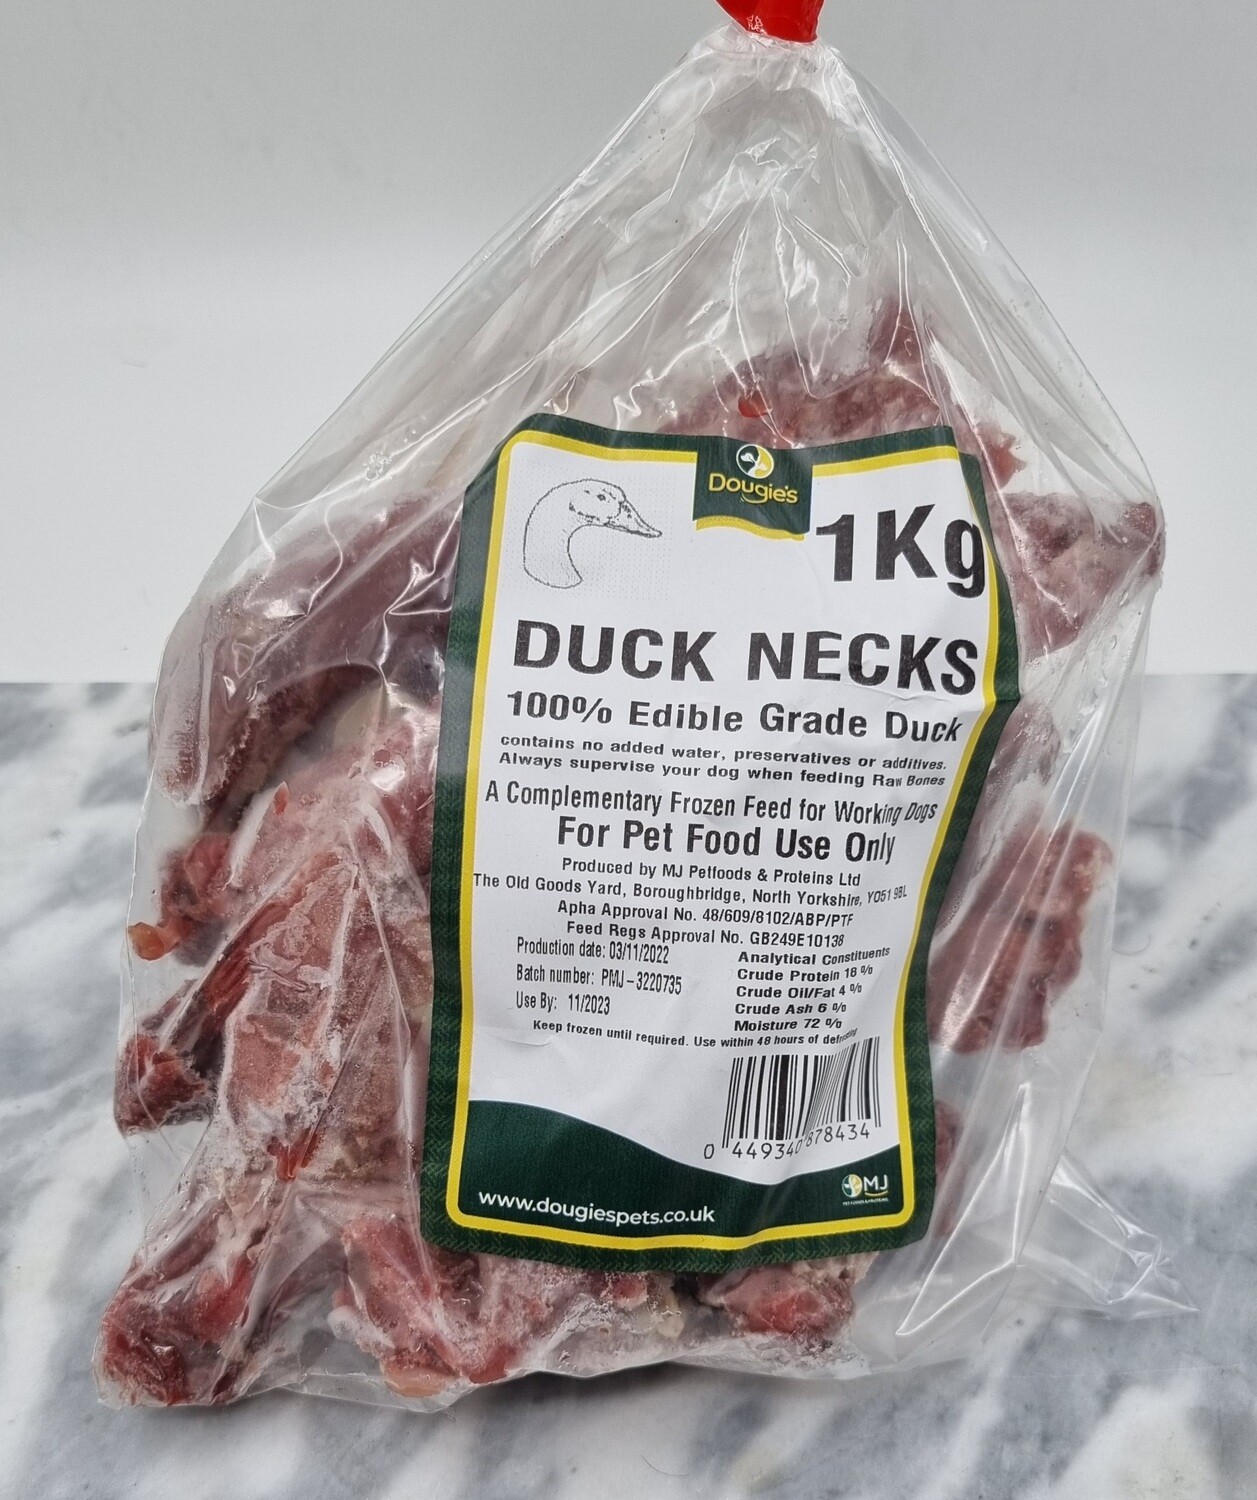 Dougie's
1Kg
DUCK NECKS
100% Edible Grade Duck
contains no added water, preservatives or additives.
Always supervise your dog when feeding Raw Bones
A Complementary Frozen Feed for Working Dogs
For Pet Food Use Only
Produced by MJ Petfoods & Proteins Ltd
The Old Goods Yard, Boroughbridge, North Yorkshire, YO51 9BL
Apha Approval No. 48/609/8102/ABP/PTF
Feed Regs Approval No. GB249E10138
Production date: 03/11/2022
Batch number: PMJ-3220735
Use By: 11/2023
Analytical Constituents
Crude Protein 18 %
Crude Oil/Fat 4 %
Crude Ash 6 %
Moisture 72 %
Keep frozen until required. Use within 48 hours of defrosting
0 449340 878434
www.dougiespets.co.uk
MJ
PET FOODS & PROTEINS